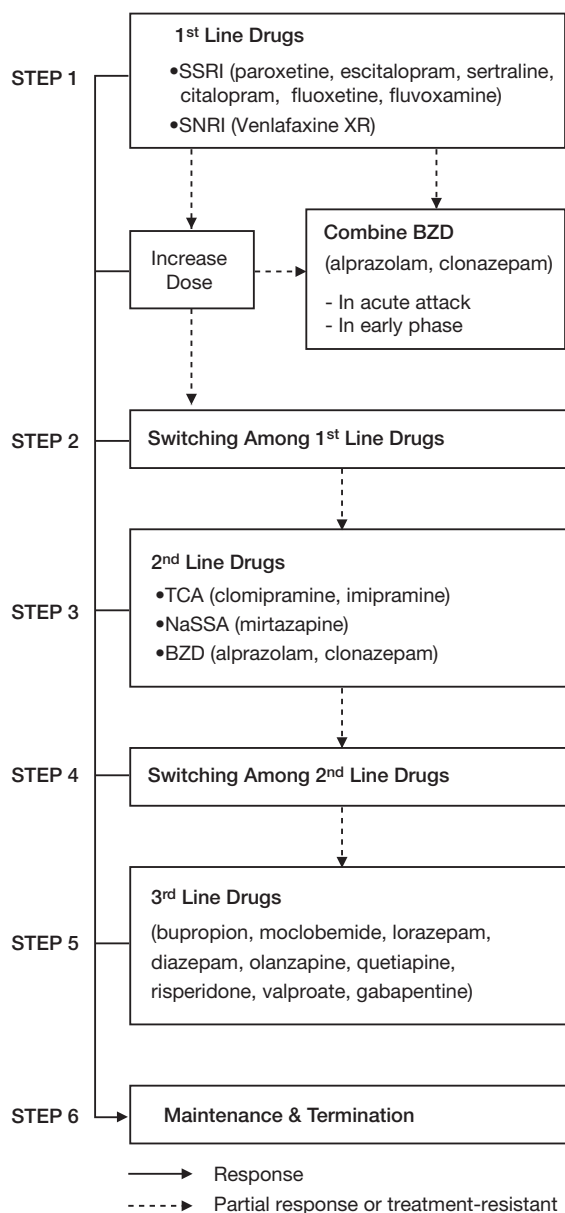 1st Line Drugs
STEP 1
•SSRI (paroxetine, escitalopram, sertraline,
citalopram, fluoxetine, fluvoxamine)
•SNRI (Venlafaxine XR)
Increase
Dose
Combine BZD
(alprazolam, clonazepam)
- In acute attack
- In early phase
STEP 2
Switching Among 1st Line Drugs
2nd Line Drugs
STEP 3
•TCA (clomipramine, imipramine)
•NaSSA (mirtazapine)
•BZD (alprazolam, clonazepam)
STEP 4
Switching Among 2nd Line Drugs
3rd Line Drugs
STEP 5
(bupropion, moclobemide, lorazepam,
diazepam, olanzapine, quetiapine,
risperidone, valproate, gabapentine)
STEP 6
Maintenance & Termination
Response
Partial response or treatment-resistant